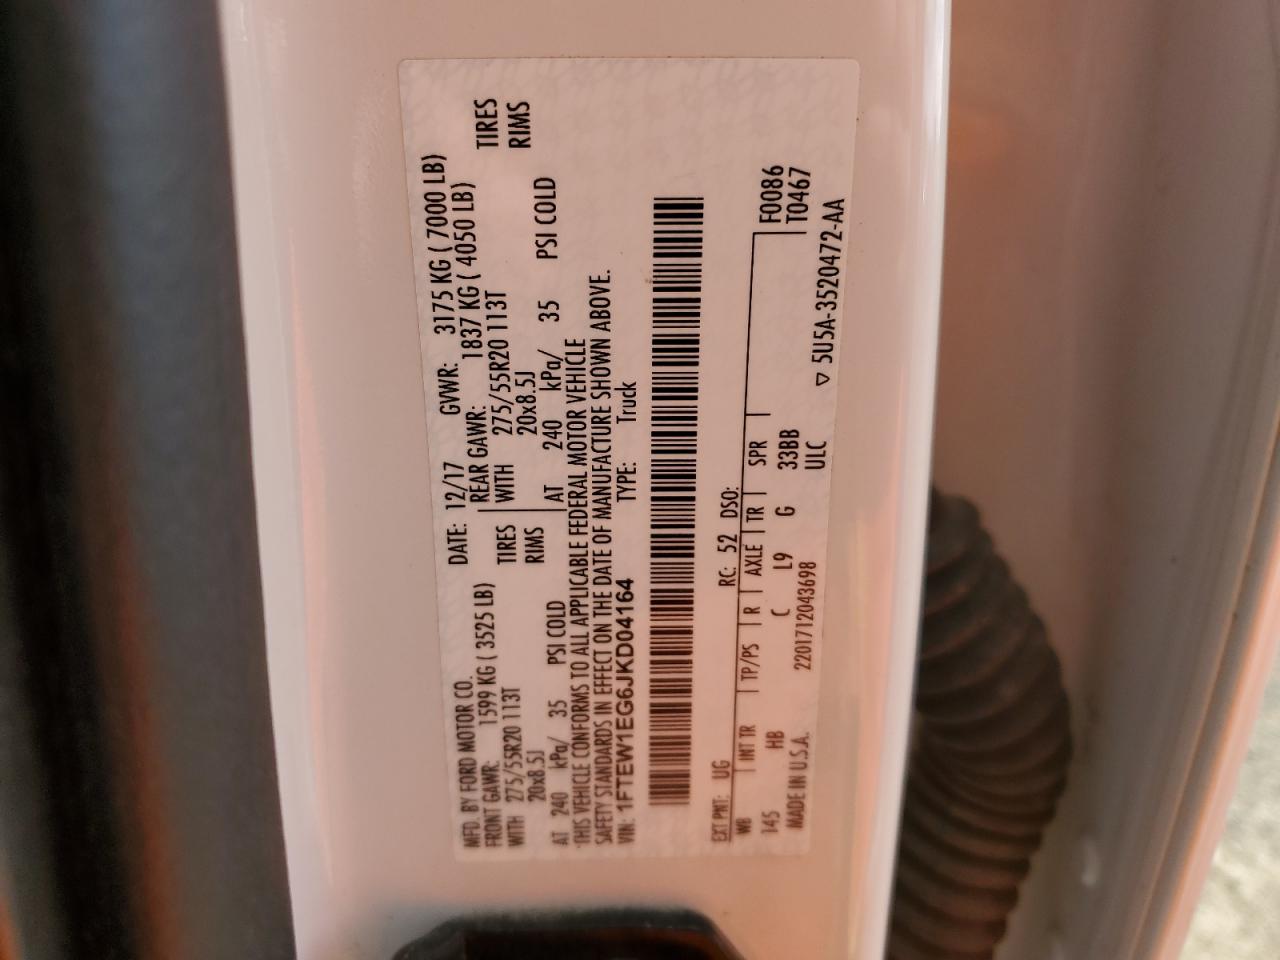 MFD. BY FORD MOTOR CO. DATE: 12/17 GVWR: 3175 KG ( 7000 LB)
FRONT GAWR: 1599 KG ( 3525 LB) REAR GAWR: 1837 KG ( 4050 LB)
WITH 275/55R20 113T TIRES WITH 275/55R20 113T TIRES
20x8.5J RIMS 20x8.5J RIMS
AT 240 kPa/ 35 PSI COLD AT 240 kPa/ 35 PSI COLD
THIS VEHICLE CONFORMS TO ALL APPLICABLE FEDERAL MOTOR VEHICLE
SAFETY STANDARDS IN EFFECT ON THE DATE OF MANUFACTURE SHOWN ABOVE.
VIN: 1FTEW1EG6JKD04164 TYPE: Truck
EXT PNT: UG RC: 52 DSO:
WB INT TR TP/PS R AXLE TR SPR F0086
145 HB C L9 G 33BB T0467
MADE IN U.S.A. 2201712043698 ULC
▽ 5U5A-3520472-AA